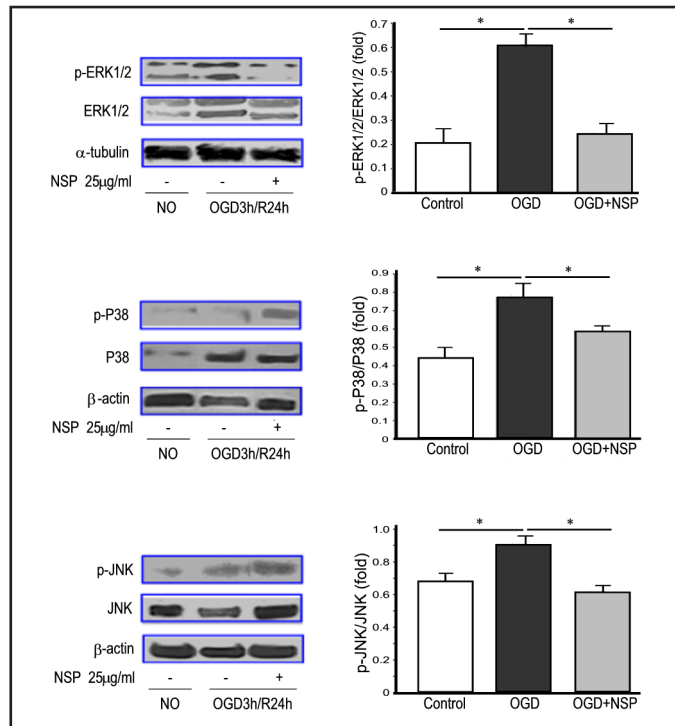 p-ERK1/2
ERK1/2
α-tubulin
NSP 25μg/ml - - +
NO OGD3h/R24h
p-ERK1/2/ERK1/2 (fold)
0.7
0.6
0.5
0.4
0.3
0.2
0.1
0
* *
Control OGD OGD+NSP
p-P38
P38
β-actin
NSP 25μg/ml - - +
NO OGD3h/R24h
p-P38/P38 (fold)
0.9
0.8
0.7
0.6
0.5
0.4
0.3
0.2
0.1
0
* *
Control OGD OGD+NSP
p-JNK
JNK
β-actin
NSP 25μg/ml - - +
NO OGD3h/R24h
p-JNK/JNK (fold)
1.0
0.8
0.6
0.4
0.2
0
* *
Control OGD OGD+NSP